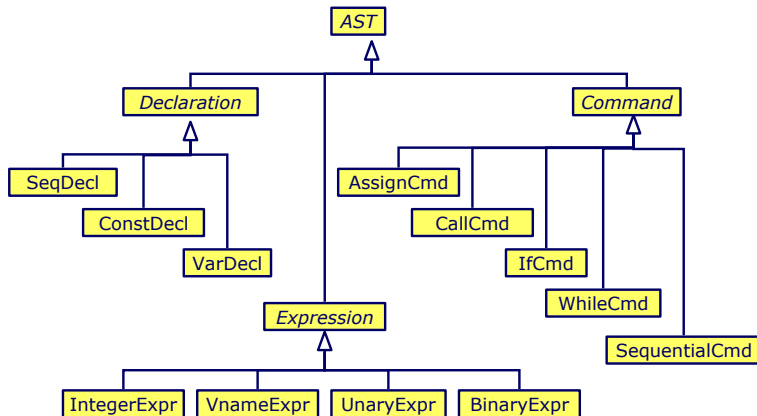 AST
Declaration
Command
SeqDecl
AssignCmd
ConstDecl
CallCmd
VarDecl
IfCmd
WhileCmd
Expression
SequentialCmd
IntegerExpr
VnameExpr
UnaryExpr
BinaryExpr